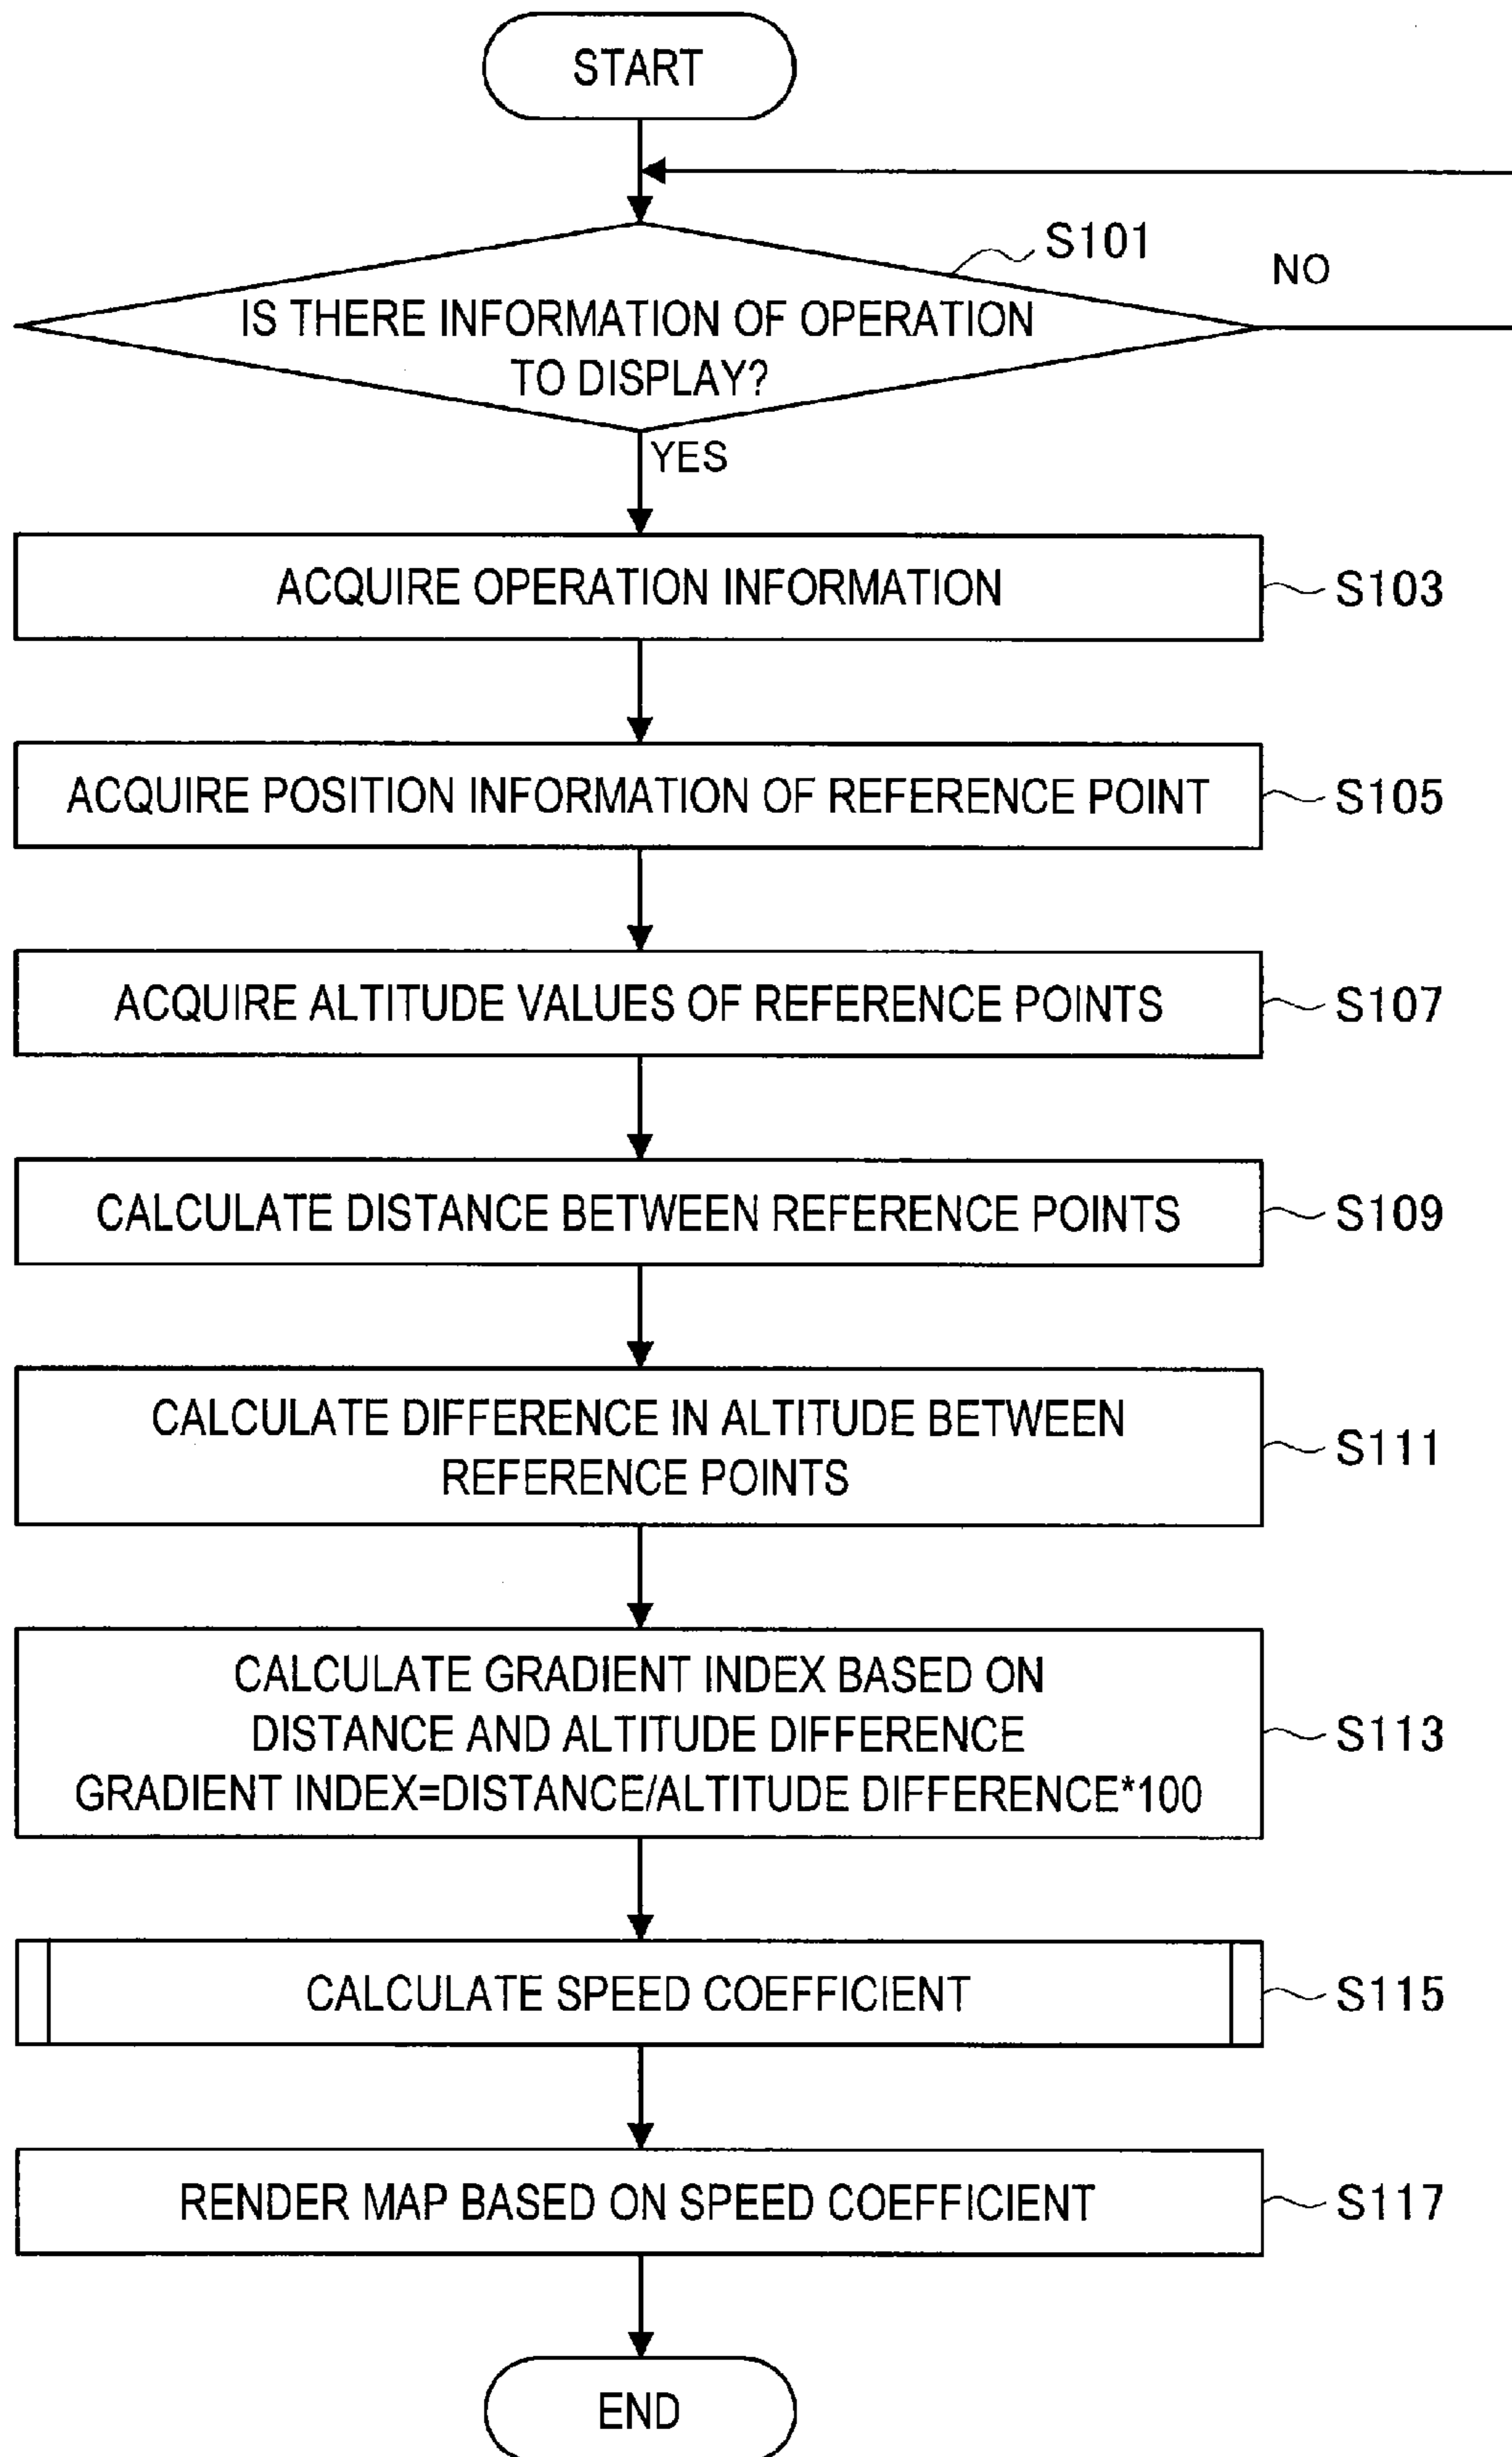 START
S101
NO
IS THERE INFORMATION OF OPERATION
TO DISPLAY?
YES
ACQUIRE OPERATION INFORMATION
S103
ACQUIRE POSITION INFORMATION OF REFERENCE POINT
S105
ACQUIRE ALTITUDE VALUES OF REFERENCE POINTS
S107
CALCULATE DISTANCE BETWEEN REFERENCE POINTS
S109
CALCULATE DIFFERENCE IN ALTITUDE BETWEEN
REFERENCE POINTS
S111
CALCULATE GRADIENT INDEX BASED ON
DISTANCE AND ALTITUDE DIFFERENCE
GRADIENT INDEX=DISTANCE/ALTITUDE DIFFERENCE*100
S113
CALCULATE SPEED COEFFICIENT
S115
RENDER MAP BASED ON SPEED COEFFICIENT
S117
END